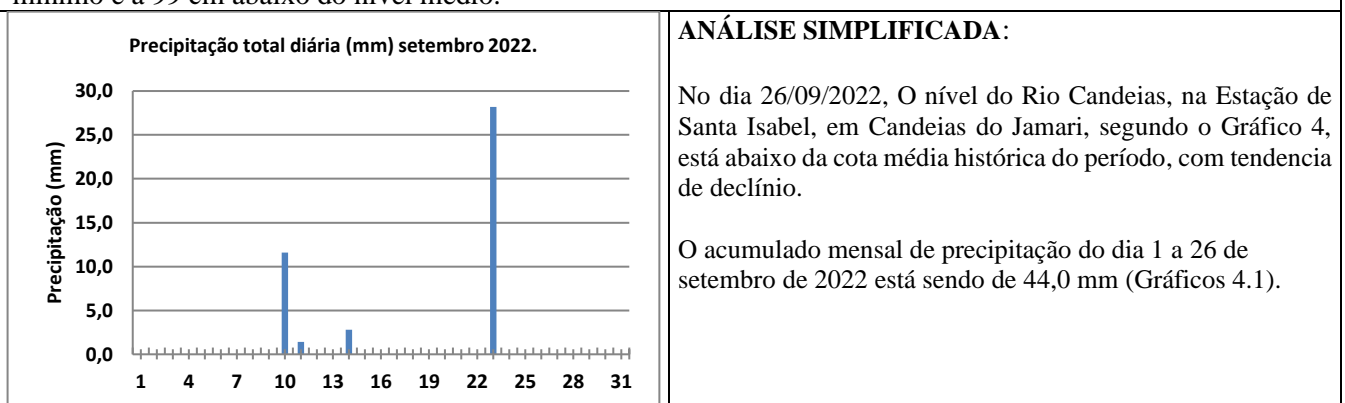 mínimo e a 99 cm abaixo do nível médio.
Precipitação total diária (mm) setembro 2022.
Precipitação (mm)
30,0
25,0
20,0
15,0
10,0
5,0
0,0
1 4 7 10 13 16 19 22 25 28 31
ANÁLISE SIMPLIFICADA:
No dia 26/09/2022, O nível do Rio Candeias, na Estação de
Santa Isabel, em Candeias do Jamari, segundo o Gráfico 4,
está abaixo da cota média histórica do período, com tendencia
de declínio.
O acumulado mensal de precipitação do dia 1 a 26 de
setembro de 2022 está sendo de 44,0 mm (Gráficos 4.1).